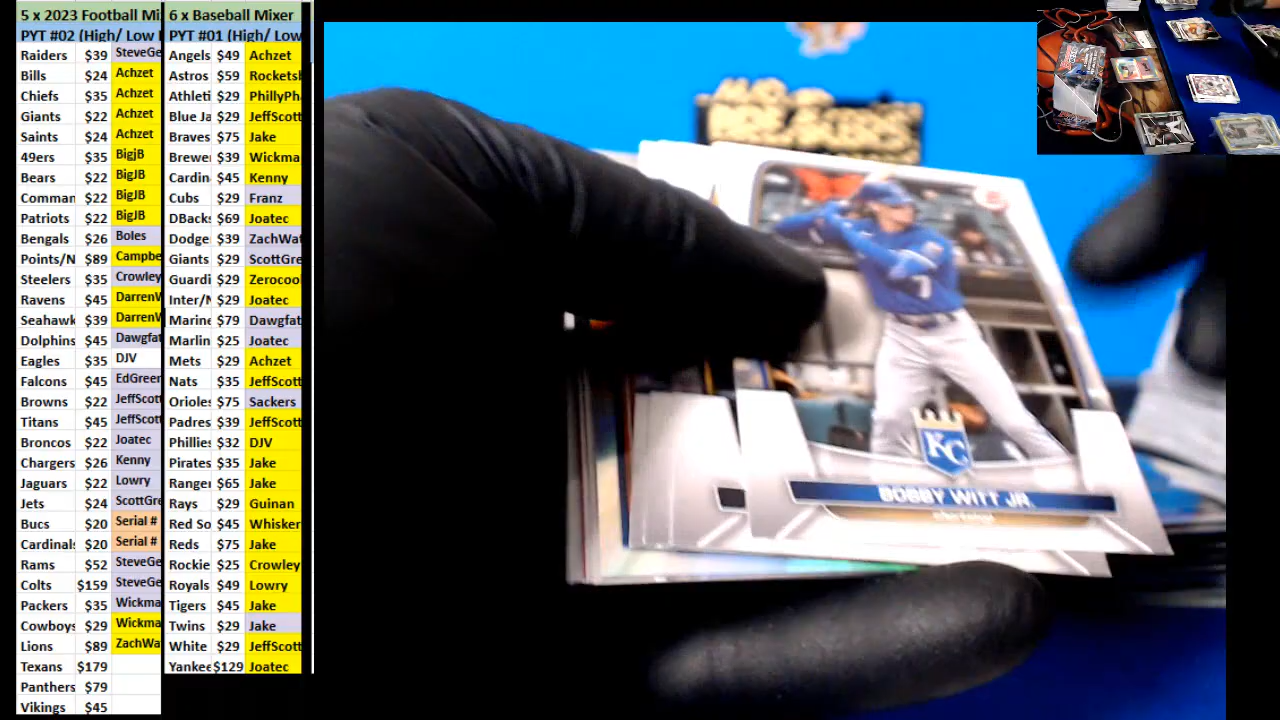 5 x 2023 Football Mi
PYT #02 (High/ Low
Raiders $39 SteveGe
Bills $24 Achzet
Chiefs $35 Achzet
Giants $22 Achzet
Saints $24 Achzet
49ers $35 BigjB
Bears $22 BigJB
Comman $22 BigJB
Patriots $22 BigJB
Bengals $26 Boles
Points/N $89 Campbe
Steelers $35 Crowley
Ravens $45 DarrenW
Seahawk $39 DarrenW
Dolphins $45 Dawgfat
Eagles $35 DJV
Falcons $45 EdGreer
Browns $22 JeffScott
Titans $45 JeffScott
Broncos $22 Joatec
Chargers $26 Kenny
Jaguars $22 Lowry
Jets $24 ScottGre
Bucs $20 Serial #
Cardinals $20 Serial #
Rams $52 SteveGe
Colts $159 SteveGe
Packers $35 Wickma
Cowboys $29 Wickma
Lions $89 ZachWa
Texans $179
Panthers $79
Vikings $45
6 x Baseball Mixer
PYT #01 (High/ Low
Angels $49 Achzet
Astros $59 Rocketsh
Athleti $29 PhillyPha
Blue Ja $29 JeffScott
Braves $75 Jake
Brewe $39 Wickma
Cardin $45 Kenny
Cubs $29 Franz
DBacks $69 Joatec
Dodge $39 ZachWat
Giants $29 ScottGre
Guardi $29 Zerocoo
Inter/N $29 Joatec
Marine $79 Dawgfat
Marlin $25 Joatec
Mets $29 Achzet
Nats $35 JeffScott
Orioles $75 Sackers
Padres $39 JeffScott
Phillies $32 DJV
Pirates $35 Jake
Ranger $65 Jake
Rays $29 Guinan
Red So $45 Whisker
Reds $75 Jake
Rockie $25 Crowley
Royals $49 Lowry
Tigers $45 Jake
Twins $29 Jake
White $29 JeffScott
Yankee $129 Joatec
7
KC
BOBBY WITT JR.